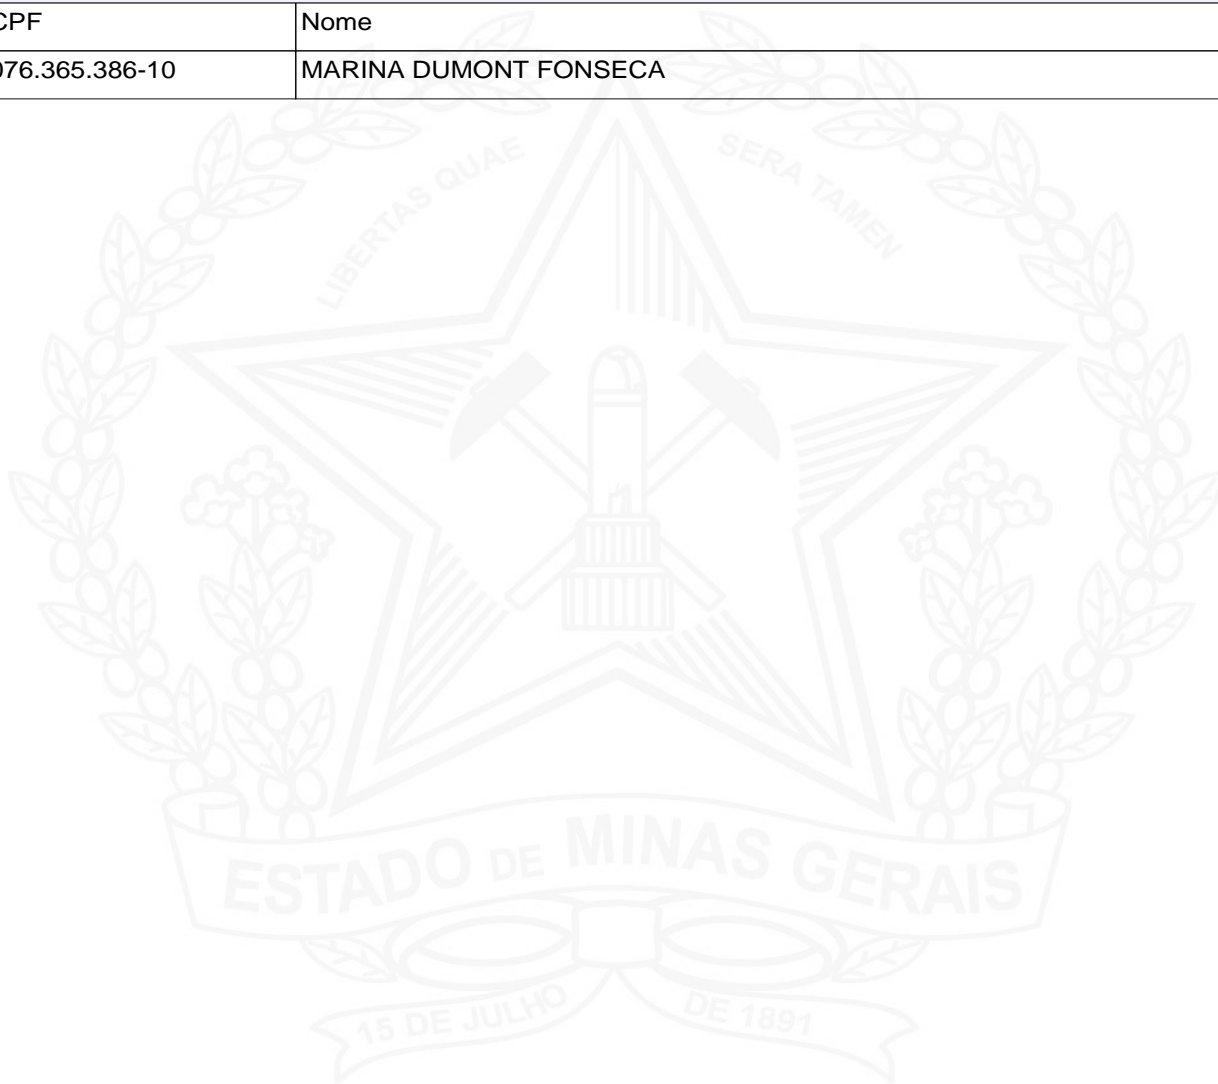 CPF Nome
076.365.386-10 MARINA DUMONT FONSECA
LIBERTAS QUAE SERA TAMEN
ESTADO DE MINAS GERAIS
15 DE JULHO DE 1891